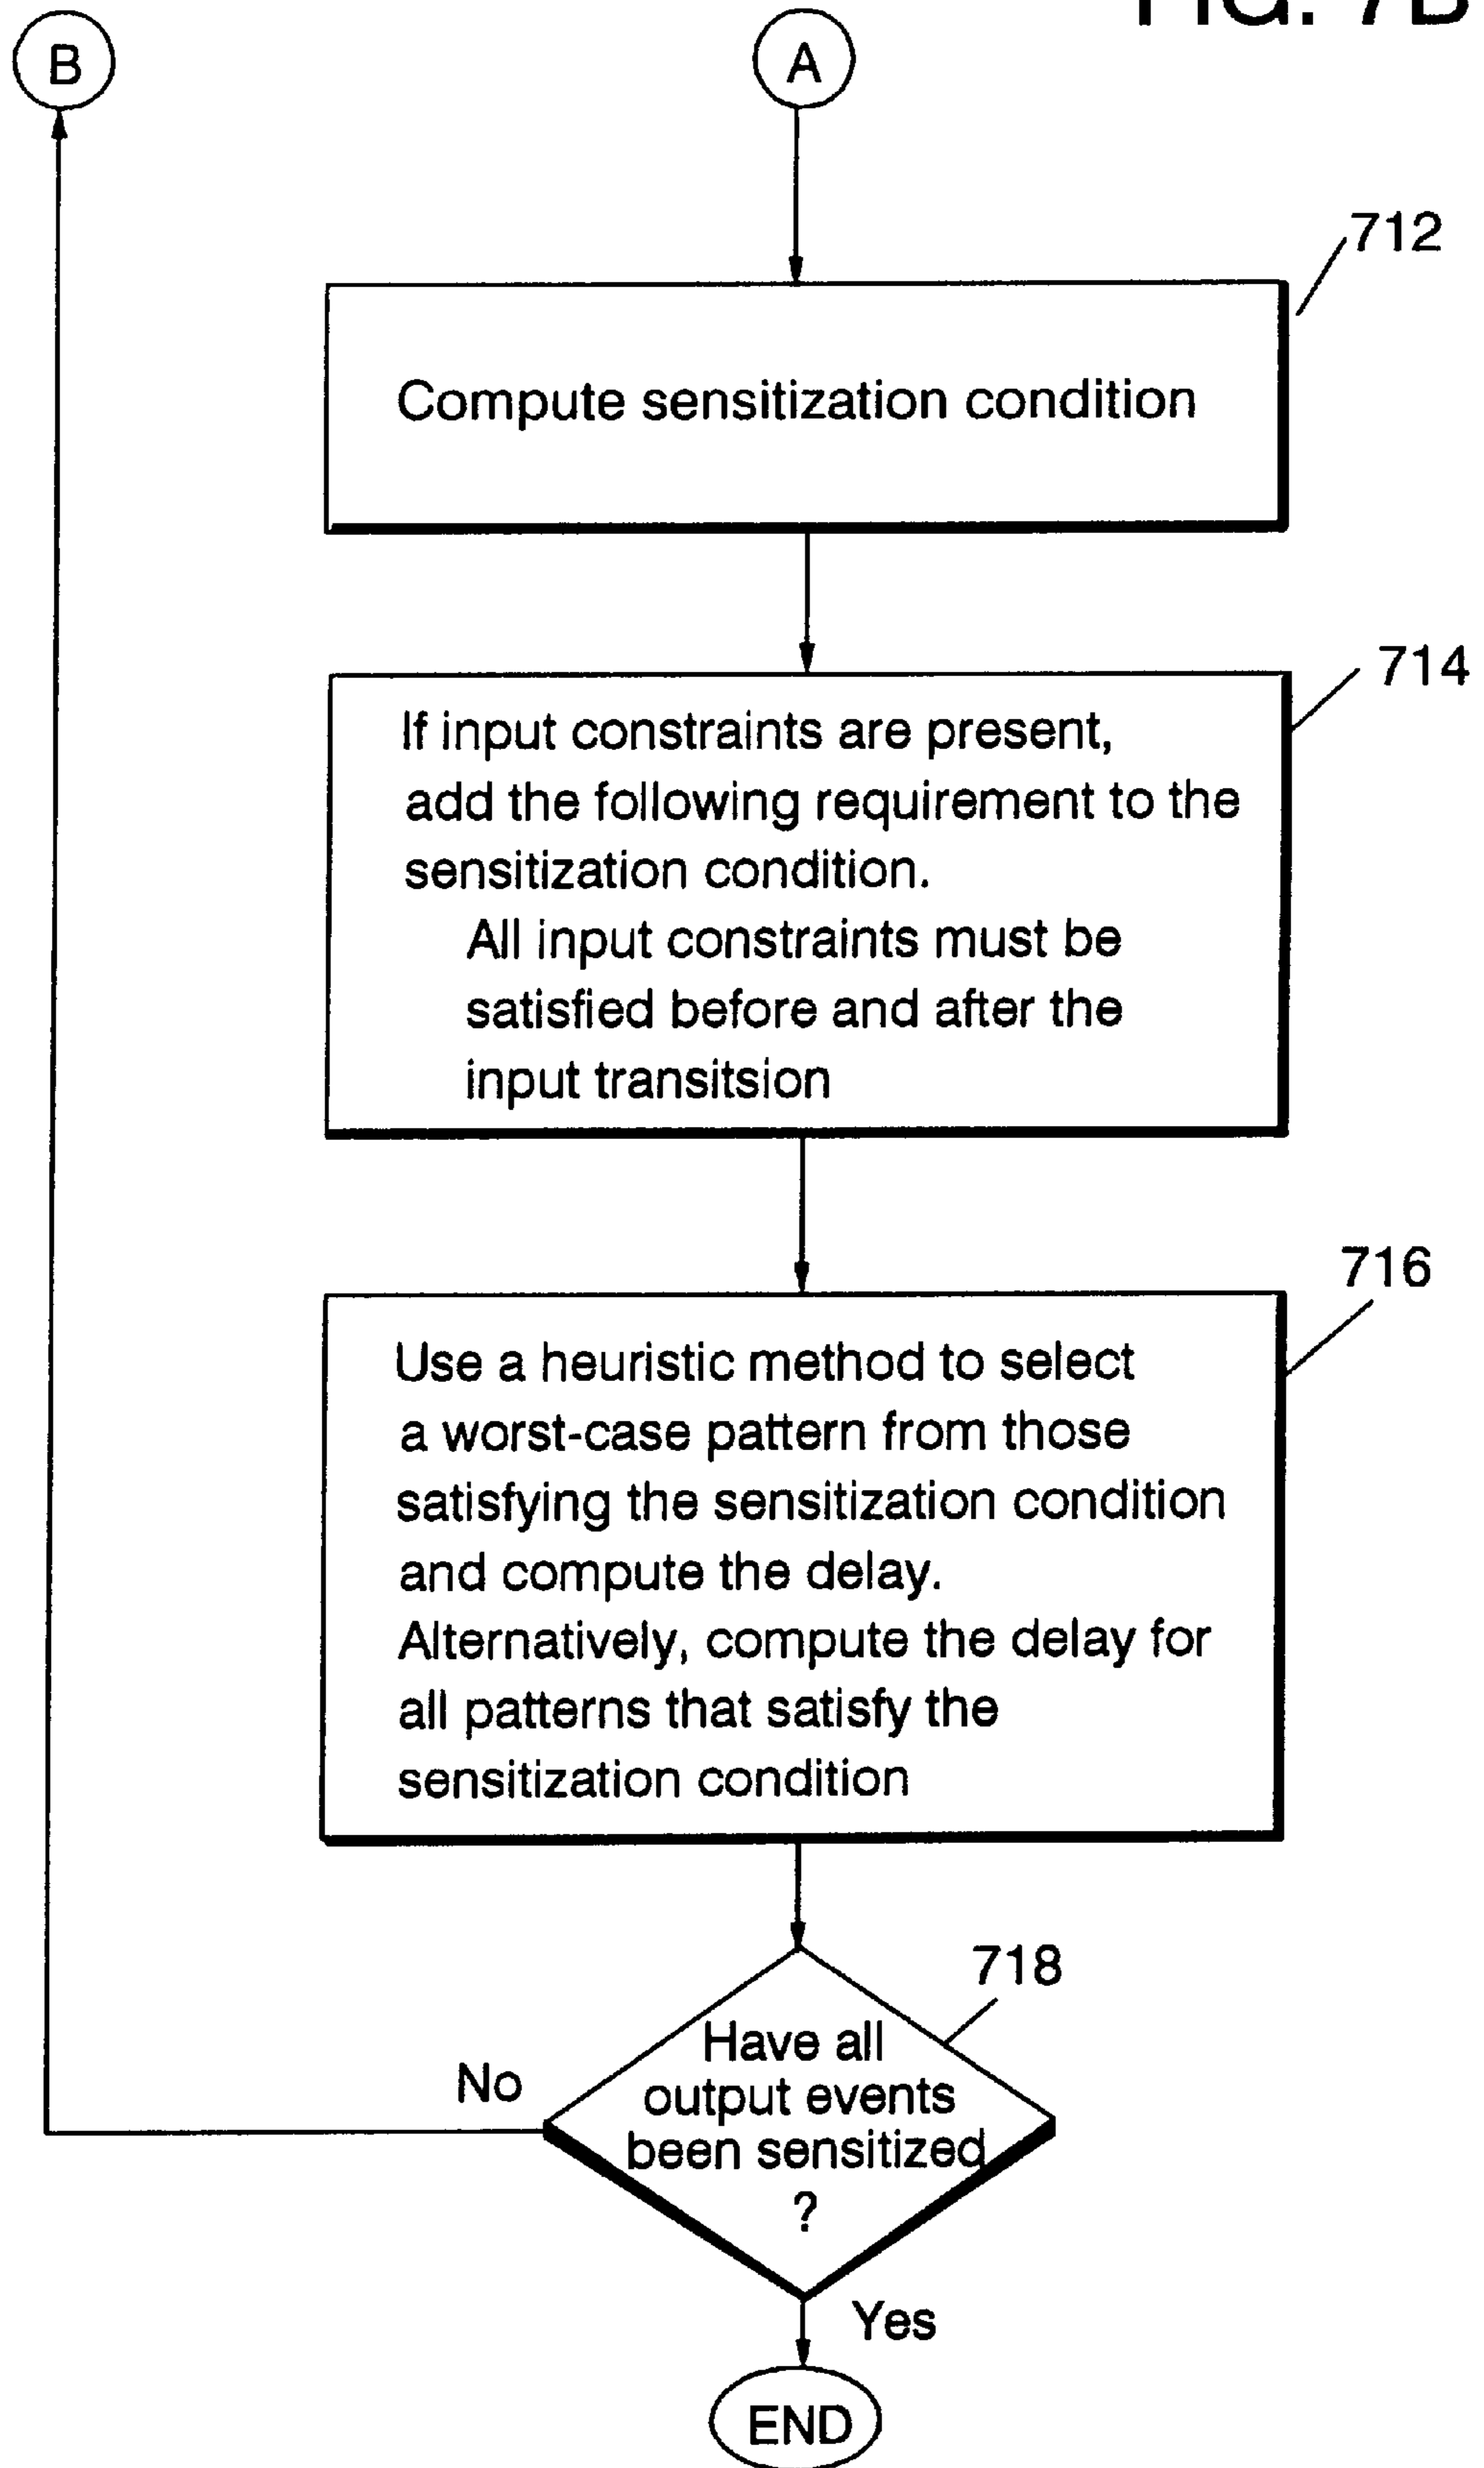 FIG. 7B
B
A
712
Compute sensitization condition
714
If input constraints are present,
add the following requirement to the
sensitization condition.
All input constraints must be
satisfied before and after the
input transitsion
716
Use a heuristic method to select
a worst-case pattern from those
satisfying the sensitization condition
and compute the delay.
Alternatively, compute the delay for
all patterns that satisfy the
sensitization condition
718
Have all
output events
been sensitized
?
No
Yes
END